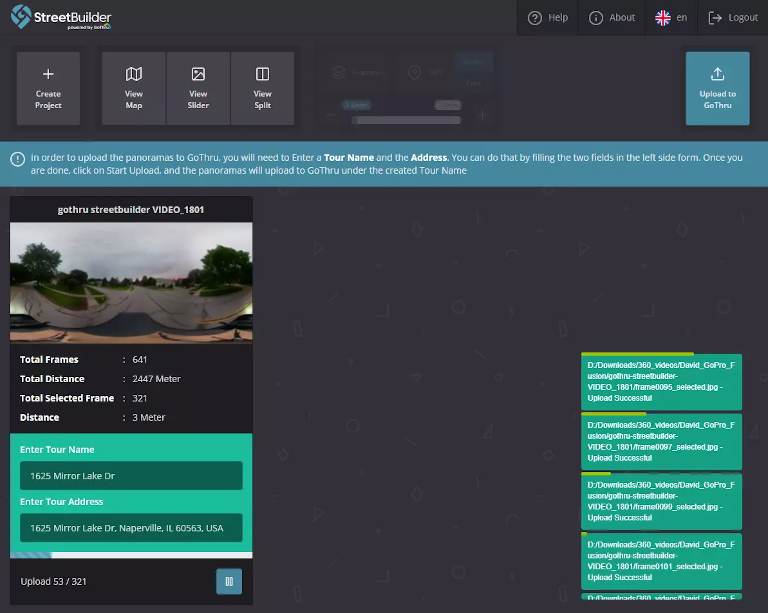 StreetBuilder
powered by GoThru
Help
About
en
Logout
Create
Project
View
Map
View
Slider
View
Split
Frames
3 Meter
Upload to
GoThru
In order to upload the panoramas to GoThru, you will need to Enter a Tour Name and the Address. You can do that by filling the two fields in the left side form. Once you
are done, click on Start Upload, and the panoramas will upload to GoThru under the created Tour Name
gothru streetbuilder VIDEO_1801
Total Frames : 641
Total Distance : 2447 Meter
Total Selected Frame : 321
Distance : 3 Meter
Enter Tour Name
1625 Mirror Lake Dr
Enter Tour Address
1625 Mirror Lake Dr, Naperville, IL 60563, USA
Upload 53 / 321
D:/Downloads/360_videos/David_GoPro_F
usion/gothru-streetbuilder-
VIDEO_1801/frame0095_selected.jpg -
Upload Successful
D:/Downloads/360_videos/David_GoPro_F
usion/gothru-streetbuilder-
VIDEO_1801/frame0097_selected.jpg -
Upload Successful
D:/Downloads/360_videos/David_GoPro_F
usion/gothru-streetbuilder-
VIDEO_1801/frame0099_selected.jpg -
Upload Successful
D:/Downloads/360_videos/David_GoPro_F
usion/gothru-streetbuilder-
VIDEO_1801/frame0101_selected.jpg -
Upload Successful
D:/Downloads/360_videos/David_GoPro_F